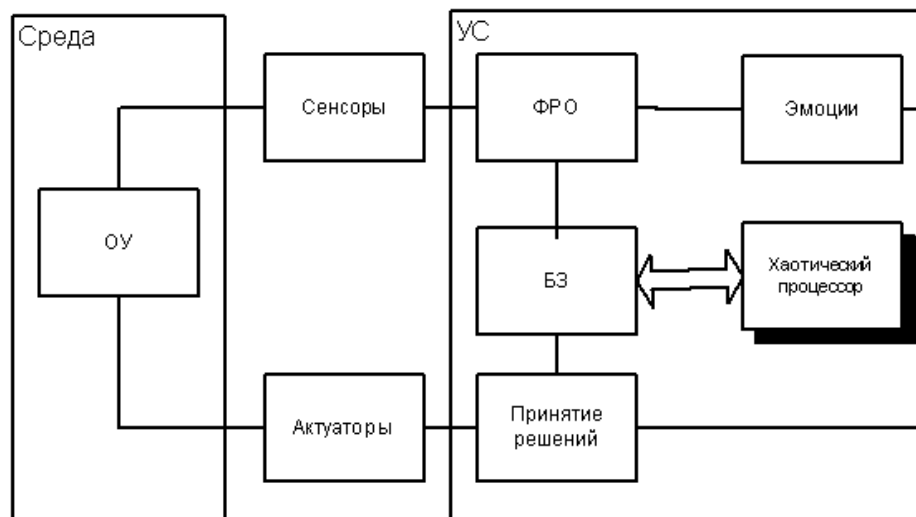 Среда
УС
Сенсоры
ФРО
Эмоции
ОУ
БЗ
Хаотический
процессор
Актуаторы
Принятие
решений